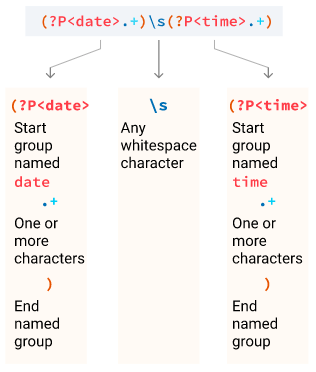 (?P<date>.+)\s(?P<time>.+)
(?P<date>
Start
group
named
date
.+
One or
more
characters
)
End
named
group
\s
Any
whitespace
character
(?P<time>
Start
group
named
time
.+
One or
more
characters
)
End
named
group